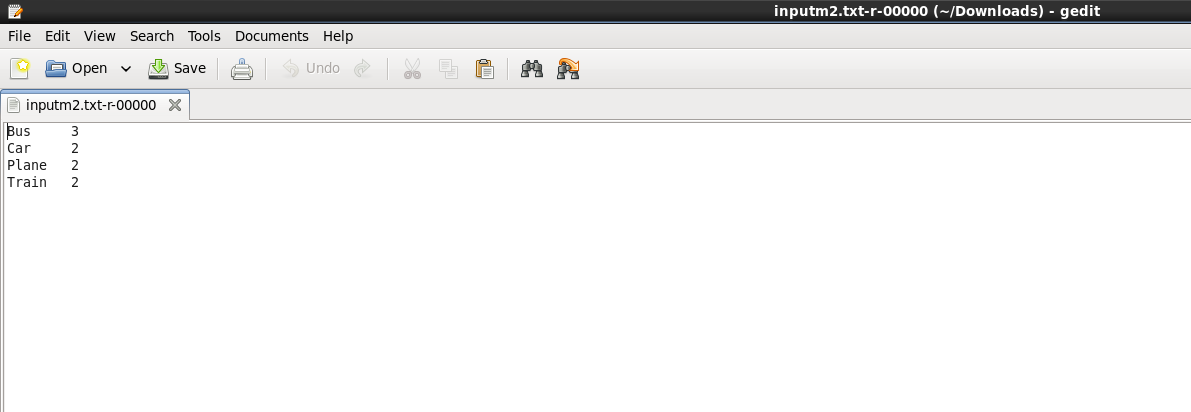 inputm2.txt-r-00000 (~/Downloads) - gedit
File Edit View Search Tools Documents Help
Open Save Undo
inputm2.txt-r-00000
Bus 3
Car 2
Plane 2
Train 2